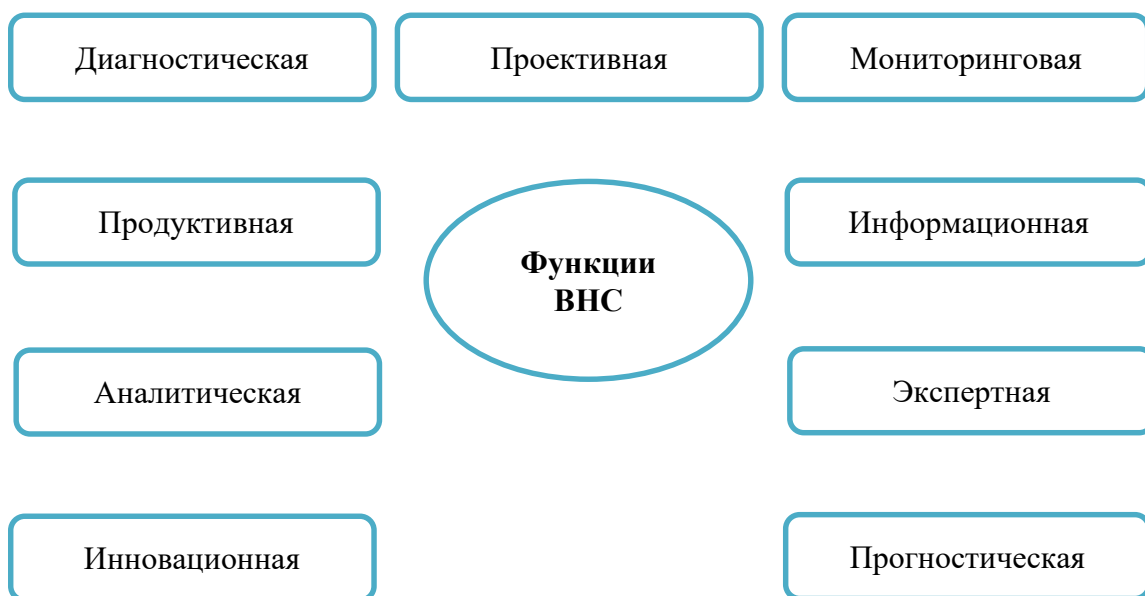 Диагностическая
Проективная
Мониторинговая
Продуктивная
Функции
ВНС
Информационная
Аналитическая
Экспертная
Инновационная
Прогностическая